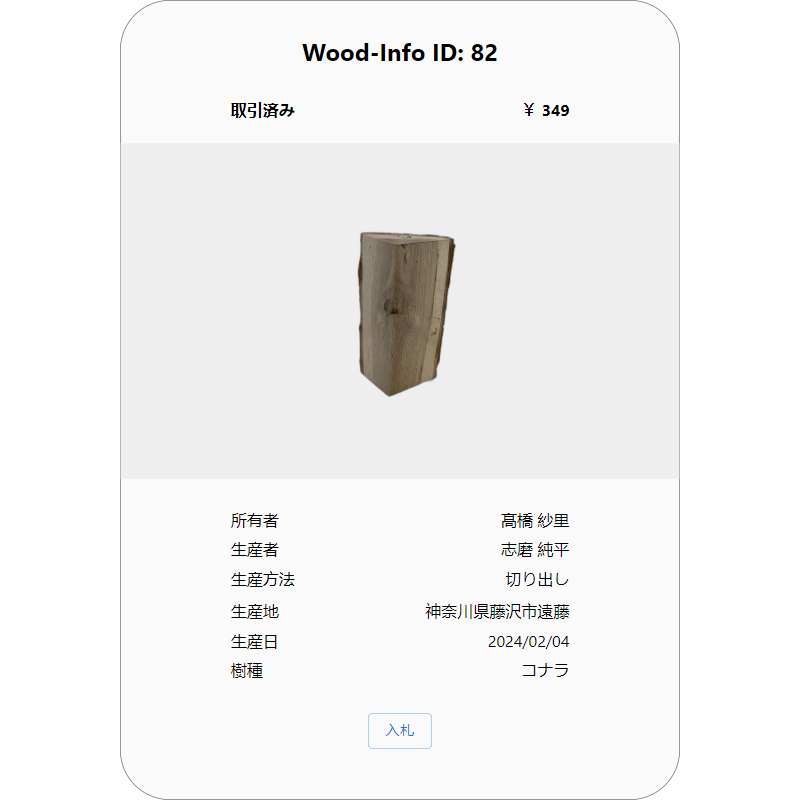 Wood-Info ID: 82
取引済み ￥ 349
所有者 髙橋 紗里
生産者 志磨 純平
生産方法 切り出し
生産地 神奈川県藤沢市遠藤
生産日 2024/02/04
樹種 コナラ
入札